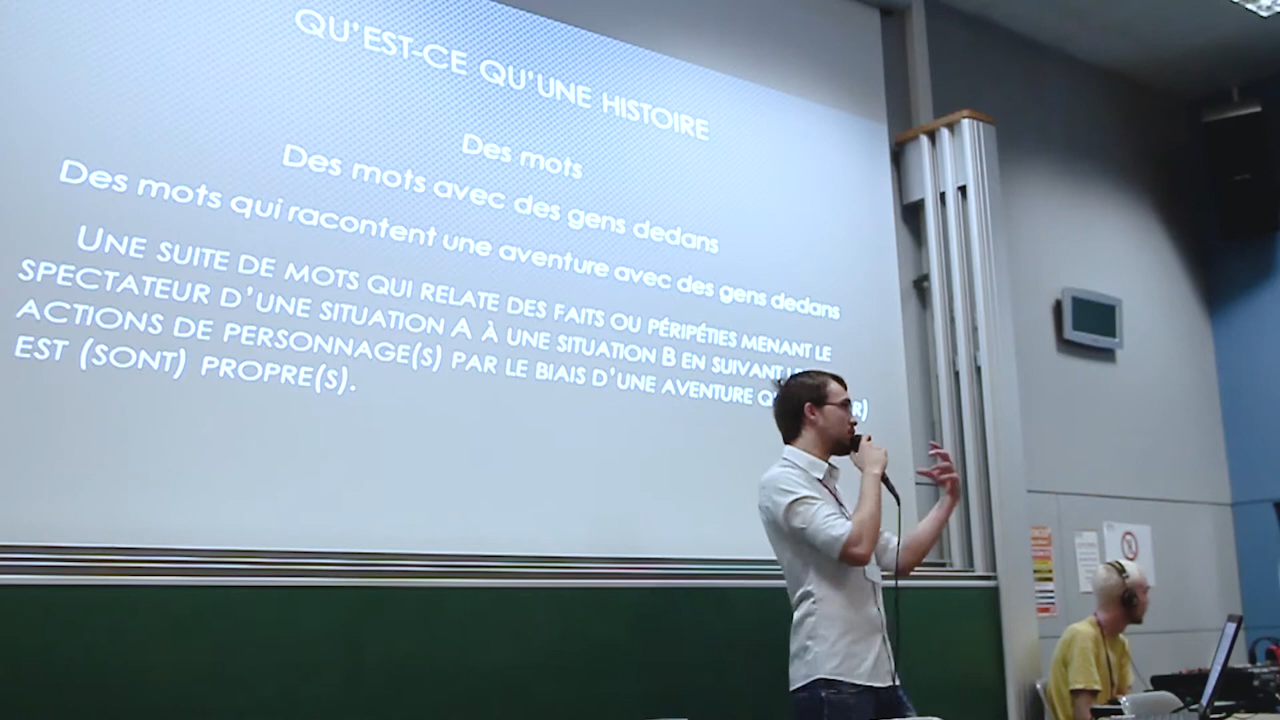 QU'EST-CE QU'UNE HISTOIRE
Des mots
Des mots avec des gens dedans
Des mots qui racontent une aventure avec des gens dedans
UNE SUITE DE MOTS QUI RELATE DES FAITS OU PÉRIPÉTIES MENANT LE
SPECTATEUR D'UNE SITUATION A À UNE SITUATION B EN SUIVANT
ACTIONS DE PERSONNAGE(S) PAR LE BIAIS D'UNE AVENTURE
EST (SONT) PROPRE(S).